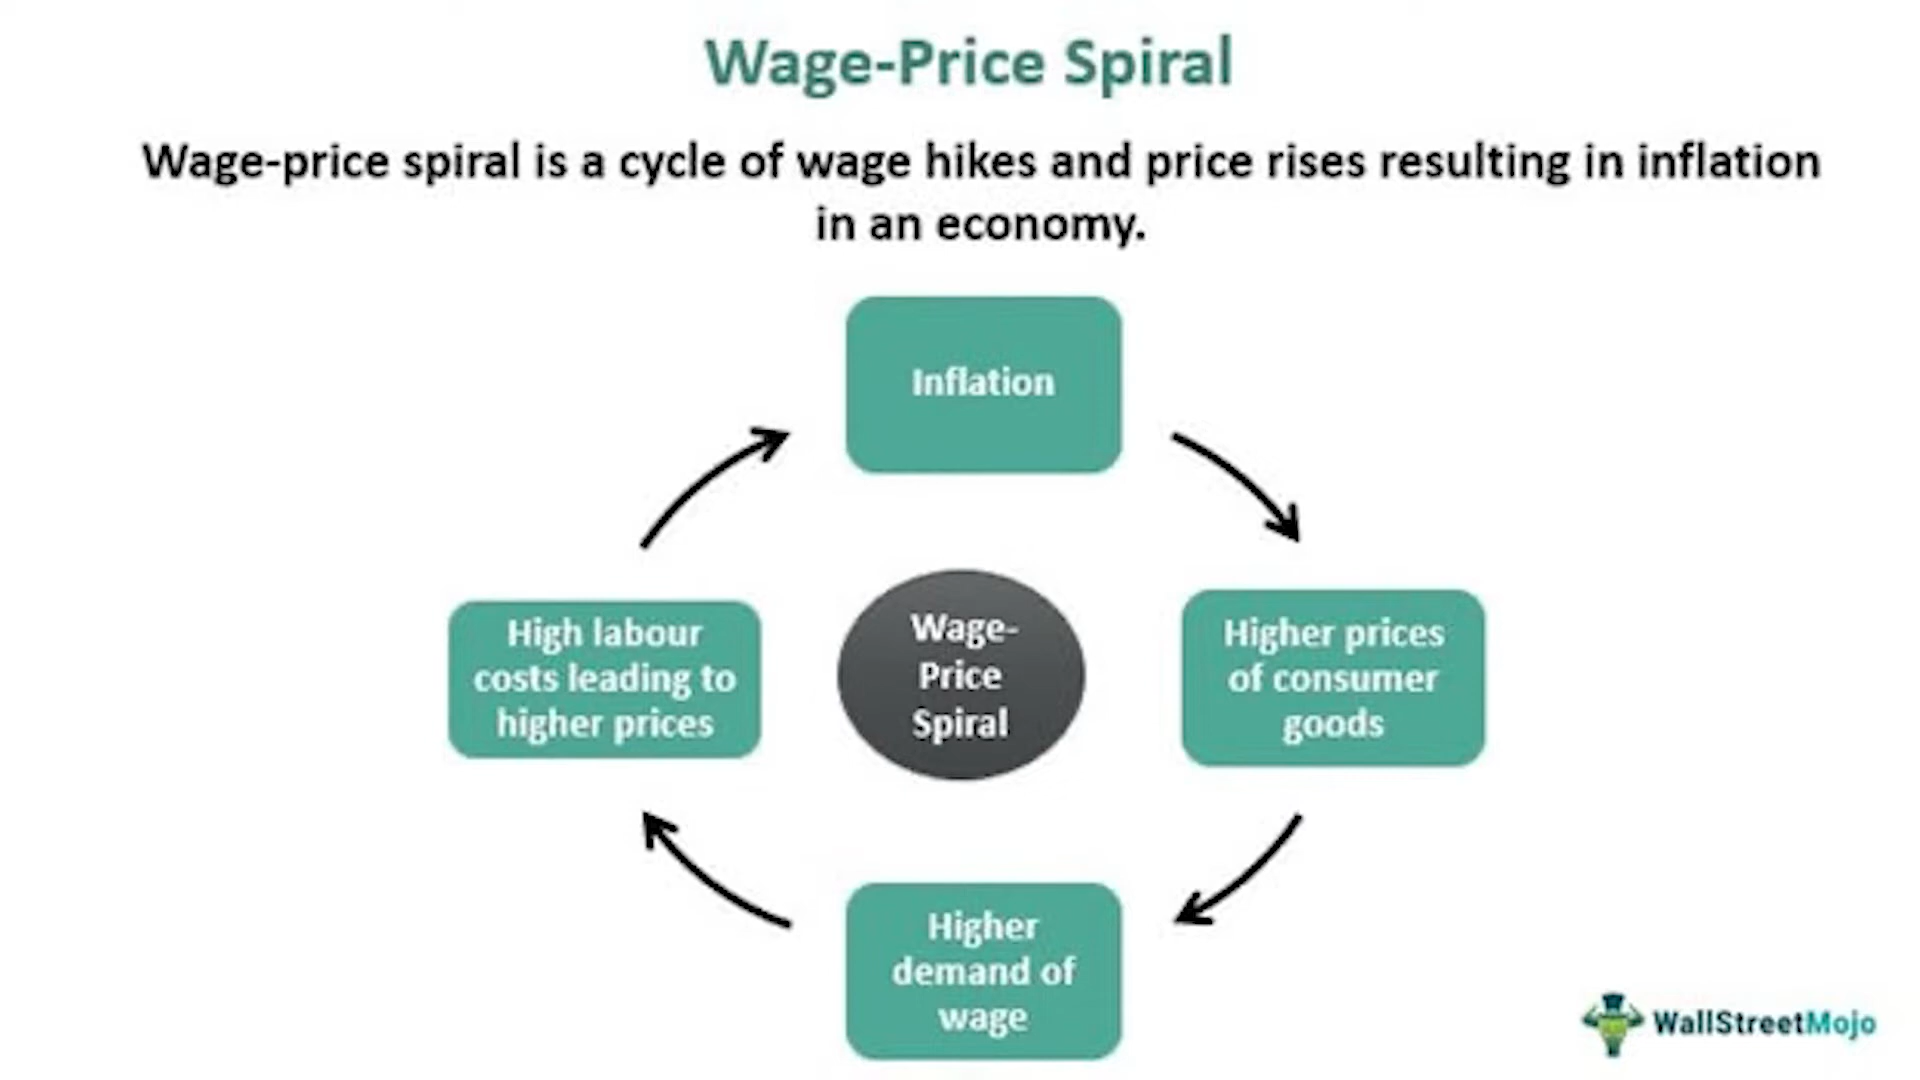 Wage-Price Spiral
Wage-price spiral is a cycle of wage hikes and price rises resulting in inflation
in an economy.
Inflation
High labour
costs leading to
higher prices
Wage-
Price
Spiral
Higher prices
of consumer
goods
Higher
demand of
wage
WallStreetMojo